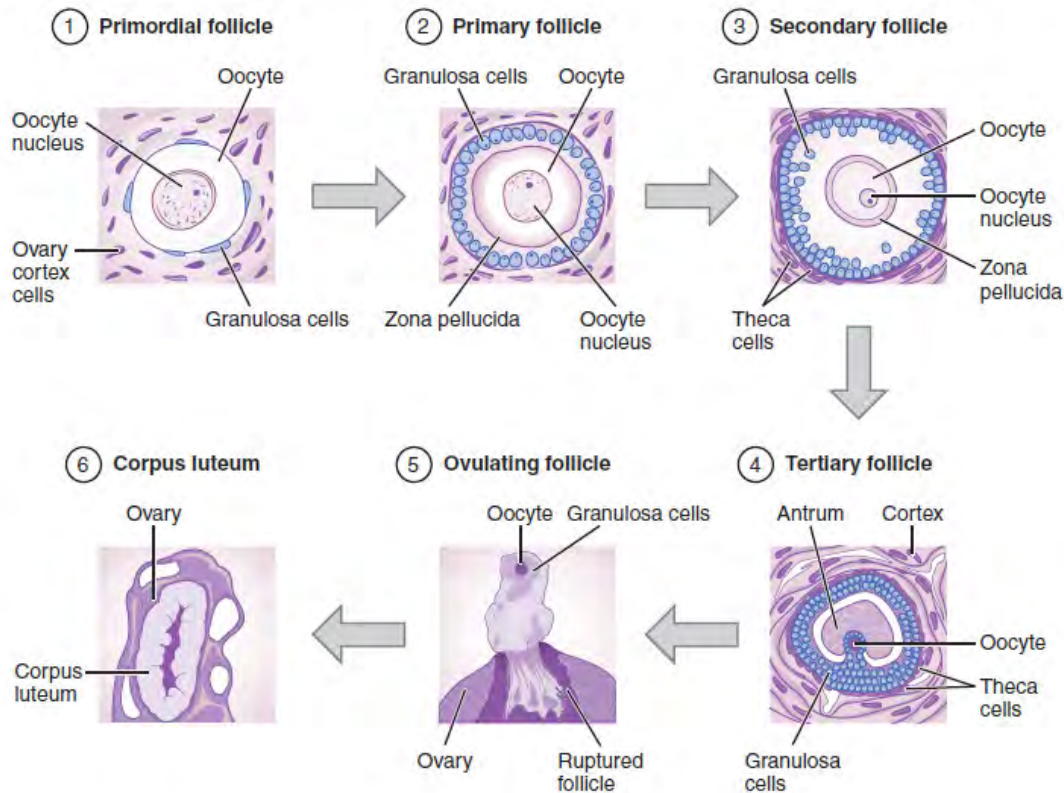 1 Primordial follicle
Oocyte
Oocyte
nucleus
Ovary
cortex
cells
Granulosa cells
2 Primary follicle
Granulosa cells
Oocyte
Zona pellucida
Oocyte
nucleus
3 Secondary follicle
Granulosa cells
Oocyte
Oocyte
nucleus
Zona
pellucida
Theca
cells
6 Corpus luteum
Ovary
Corpus
luteum
5 Ovulating follicle
Oocyte
Granulosa cells
Ovary
Ruptured
follicle
4 Tertiary follicle
Antrum
Cortex
Oocyte
Theca
cells
Granulosa
cells